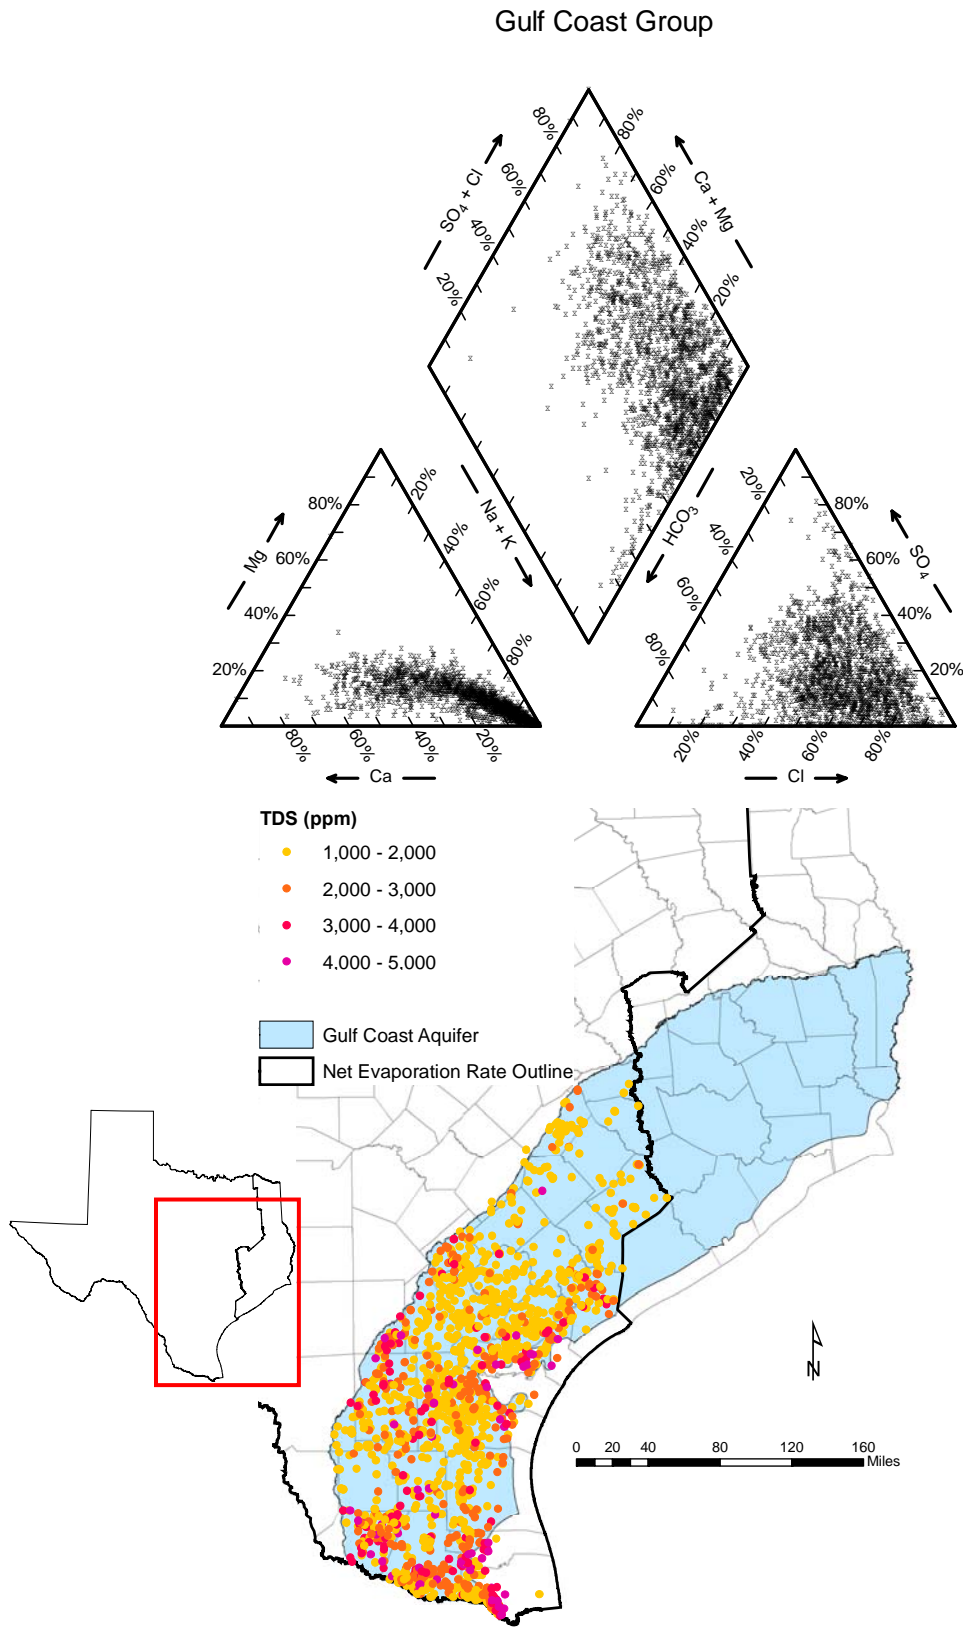 Gulf Coast Group
80%
80%
SO4 + Cl
Ca + Mg
60%
60%
40%
40%
20%
20%
Mg
80%
60%
40%
20%
20%
40%
60%
80%
Na + K
HCO3
20%
40%
60%
80%
80%
60%
40%
20%
SO4
80%
60%
40%
20%
Ca
20%
40%
60%
80%
Cl
TDS (ppm)
1,000 - 2,000
2,000 - 3,000
3,000 - 4,000
4.000 - 5,000
Gulf Coast Aquifer
Net Evaporation Rate Outline
N
0 20 40 80 120 160
Miles